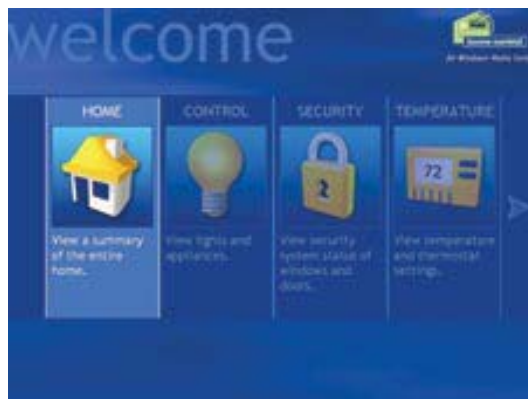 welcome
HOME
CONTROL
SECURITY
TEMPERATURE
2
72
View a summary
of the entire
home.
View lights and
appliances.
View security
system status of
windows and
doors.
View temperature
and thermostat
settings.